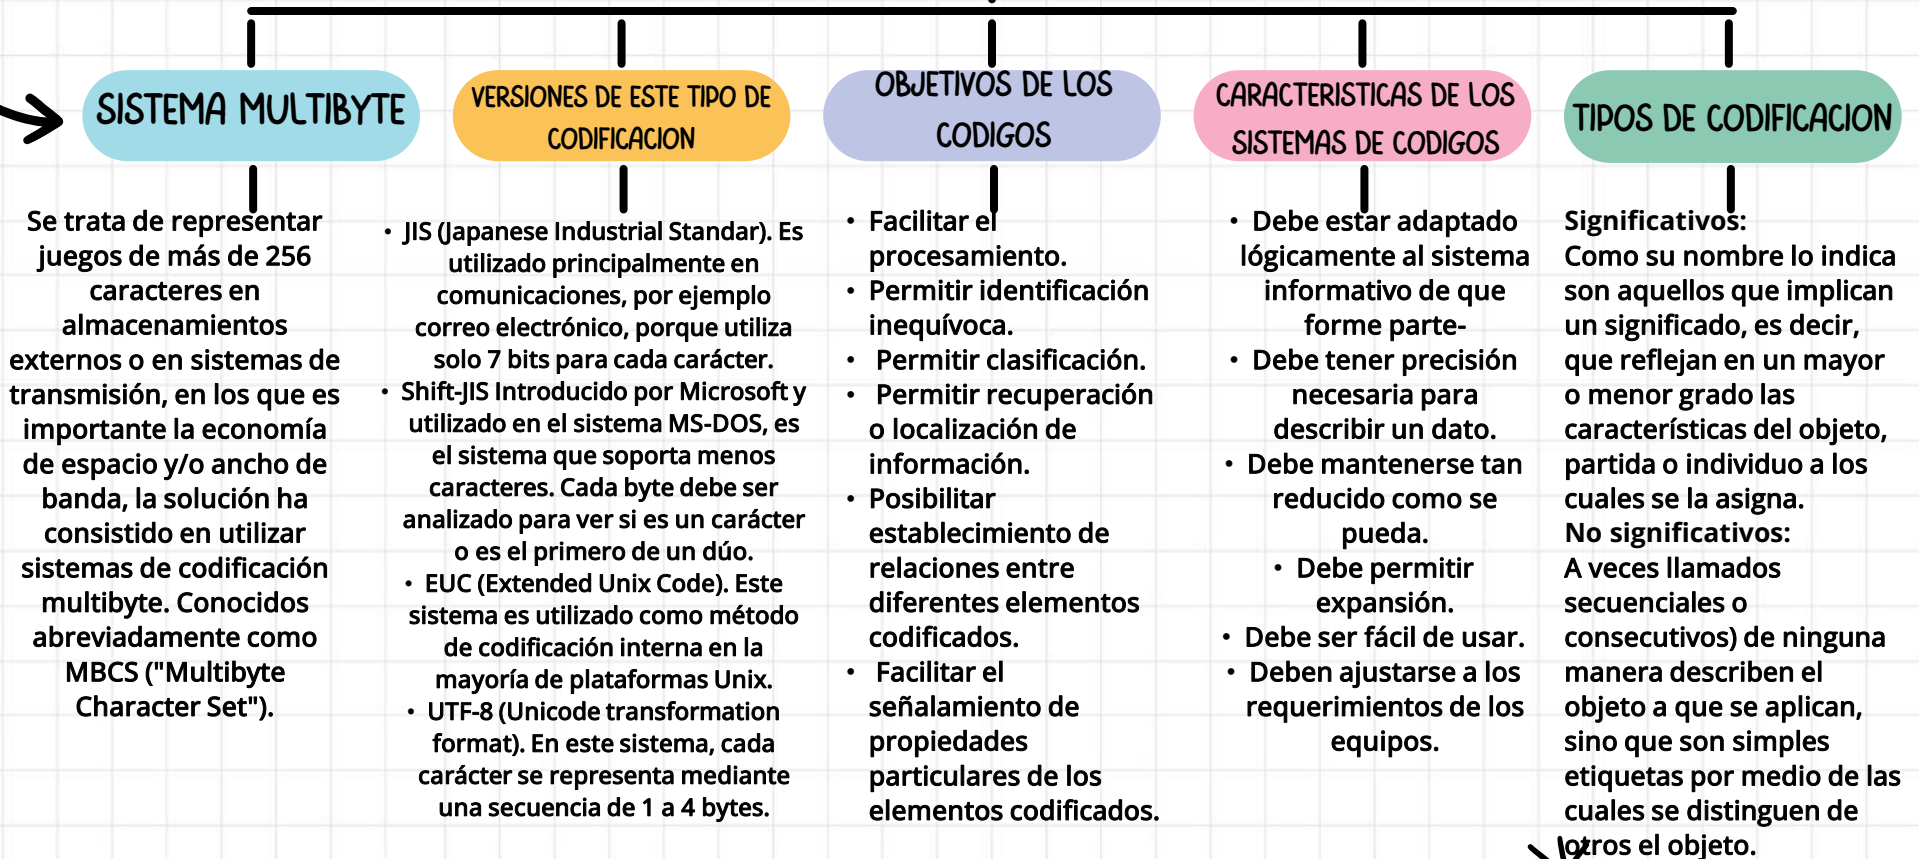 SISTEMA MULTIBYTE
Se trata de representar
juegos de más de 256
caracteres en
almacenamientos
externos o en sistemas de
transmisión, en los que es
importante la economía
de espacio y/o ancho de
banda, la solución ha
consistido en utilizar
sistemas de codificación
multibyte. Conocidos
abreviadamente como
MBCS ("Multibyte
Character Set").
VERSIONES DE ESTE TIPO DE
CODIFICACION
• JIS (Japanese Industrial Standar). Es
utilizado principalmente en
comunicaciones, por ejemplo
correo electrónico, porque utiliza
solo 7 bits para cada carácter.
• Shift-JIS Introducido por Microsoft y
utilizado en el sistema MS-DOS, es
el sistema que soporta menos
caracteres. Cada byte debe ser
analizado para ver si es un carácter
o es el primero de un dúo.
• EUC (Extended Unix Code). Este
sistema es utilizado como método
de codificación interna en la
mayoría de plataformas Unix.
• UTF-8 (Unicode transformation
format). En este sistema, cada
carácter se representa mediante
una secuencia de 1 a 4 bytes.
OBJETIVOS DE LOS
CODIGOS
• Facilitar el
procesamiento.
• Permitir identificación
inequívoca.
• Permitir clasificación.
• Permitir recuperación
o localización de
información.
• Posibilitar
establecimiento de
relaciones entre
diferentes elementos
codificados.
• Facilitar el
señalamiento de
propiedades
particulares de los
elementos codificados.
CARACTERISTICAS DE LOS
SISTEMAS DE CODIGOS
• Debe estar adaptado
lógicamente al sistema
informativo de que
forme parte-
• Debe tener precisión
necesaria para
describir un dato.
• Debe mantenerse tan
reducido como se
pueda.
• Debe permitir
expansión.
• Debe ser fácil de usar.
• Deben ajustarse a los
requerimientos de los
equipos.
TIPOS DE CODIFICACION
Significativos:
Como su nombre lo indica
son aquellos que implican
un significado, es decir,
que reflejan en un mayor
o menor grado las
características del objeto,
partida o individuo a los
cuales se la asigna.
No significativos:
A veces llamados
secuenciales o
consecutivos) de ninguna
manera describen el
objeto a que se aplican,
sino que son simples
etiquetas por medio de las
cuales se distinguen de
otros el objeto.